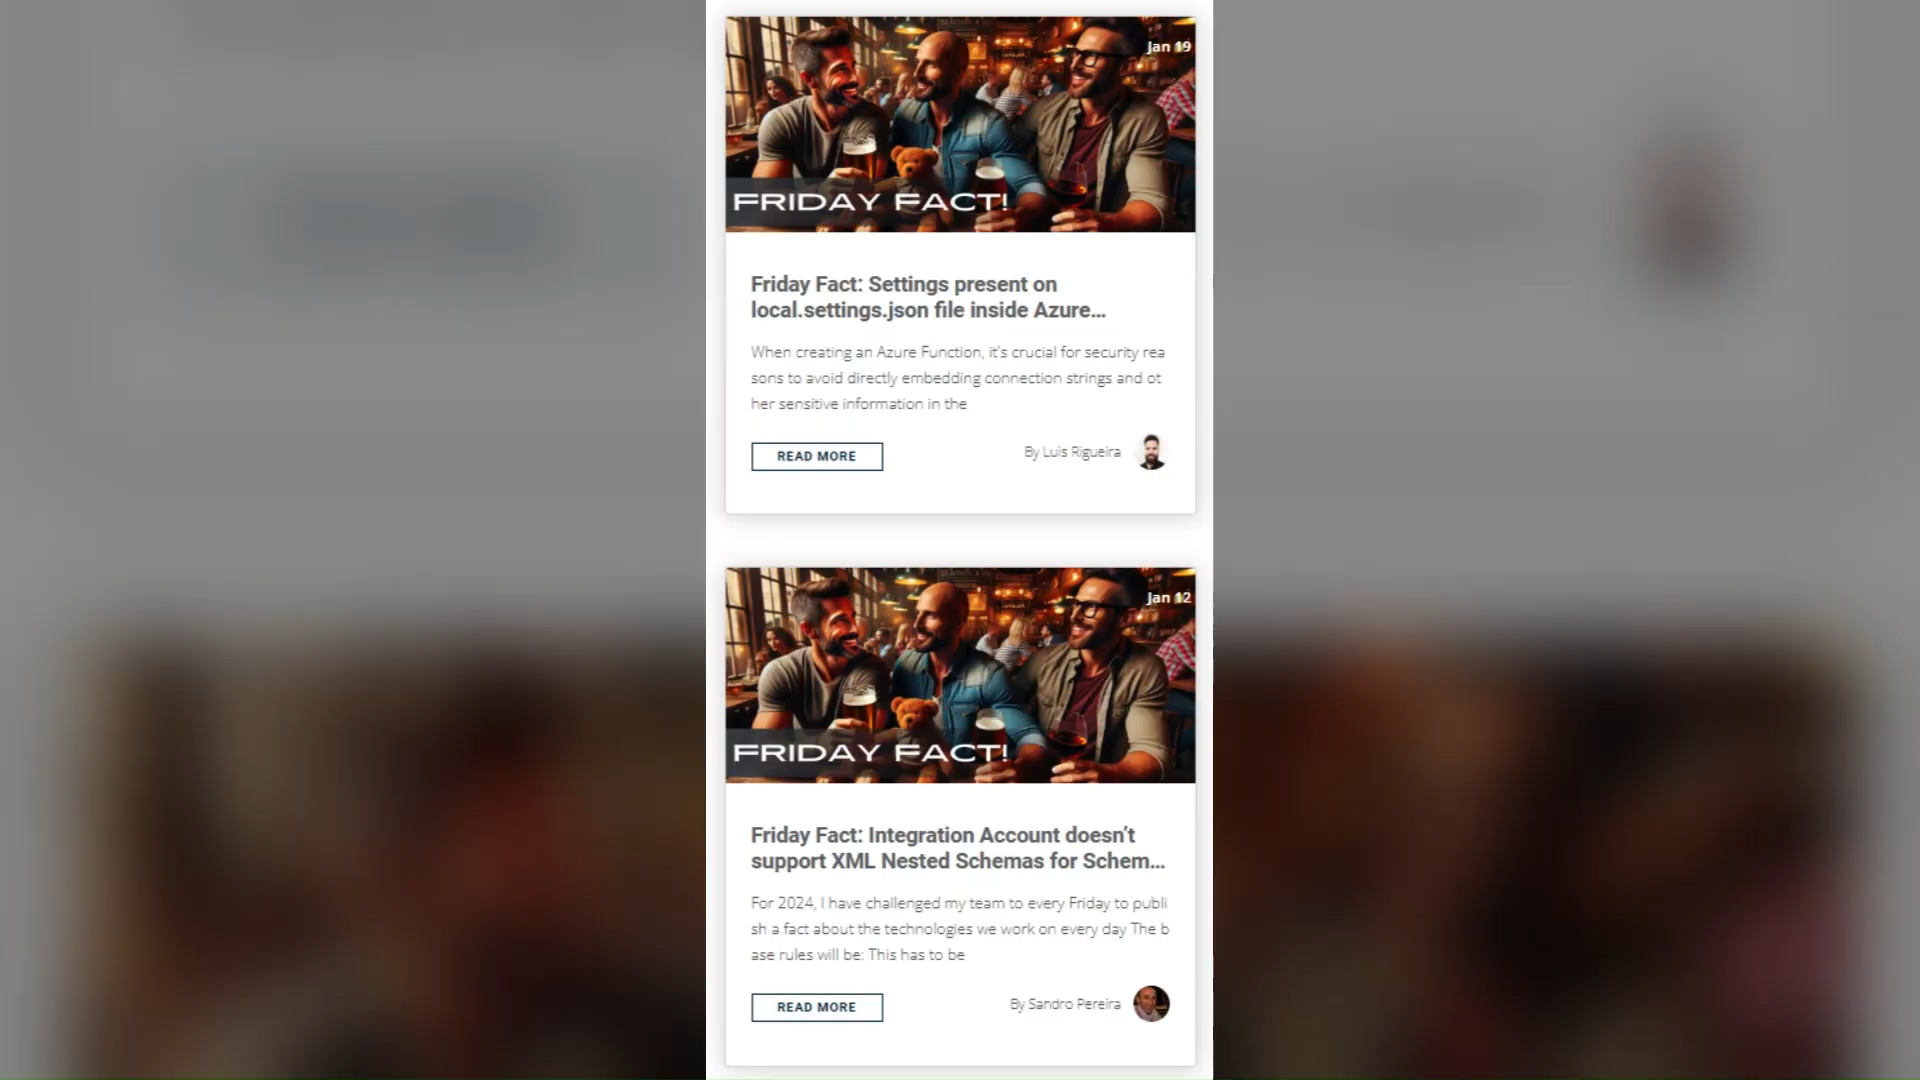 Jan 19
FRIDAY FACT!
Friday Fact: Settings present on
local.settings.json file inside Azure...
When creating an Azure Function, it's crucial for security rea
sons to avoid directly embedding connection strings and ot
her sensitive information in the
READ MORE
By Luis Rigueira
Jan 12
FRIDAY FACT!
Friday Fact: Integration Account doesn’t
support XML Nested Schemas for Schem...
For 2024, I have challenged my team to every Friday to publi
sh a fact about the technologies we work on every day The b
ase rules will be: This has to be
READ MORE
By Sandro Pereira